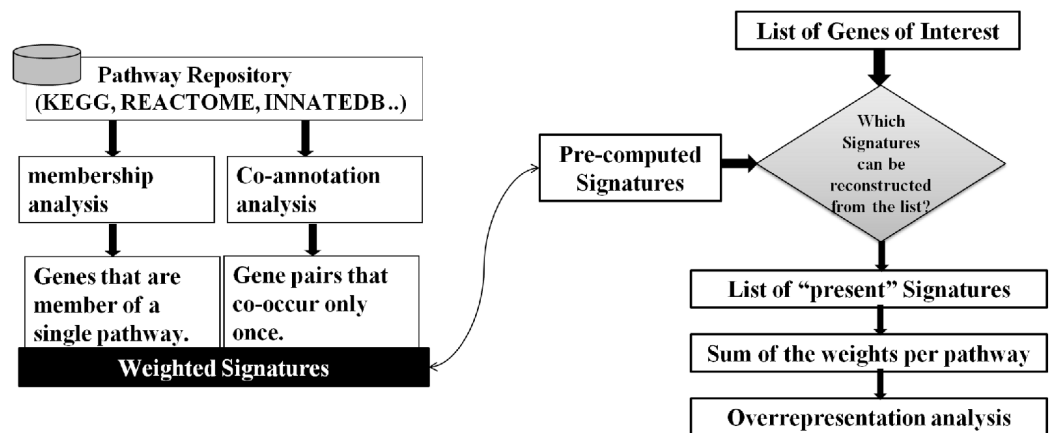 Pathway Repository
(KEGG, REACTOME, INNATEDB..)
membership
analysis
Co-annotation
analysis
Genes that are
member of a
single pathway.
Gene pairs that
co-occur only
once.
Weighted Signatures
List of Genes of Interest
Pre-computed
Signatures
Which
Signatures
can be
reconstructed
from the list?
List of “present” Signatures
Sum of the weights per pathway
Overrepresentation analysis